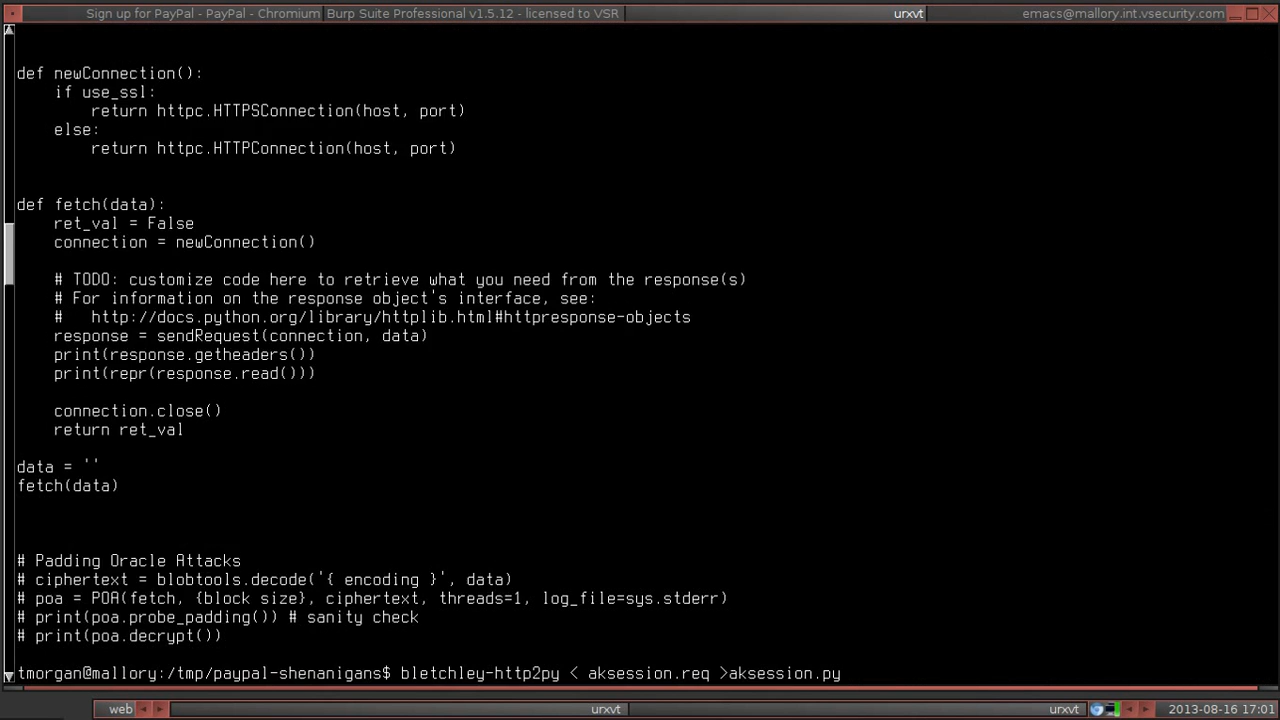 Sign up for PayPal - PayPal - Chromium
Burp Suite Professional v1.5.12 - licensed to VSR
urxvt
emacs@mallory.int.vsecurity.com
def newConnection():
    if use_ssl:
        return httpc.HTTPSConnection(host, port)
    else:
        return httpc.HTTPConnection(host, port)
def fetch(data):
    ret_val = False
    connection = newConnection()
    # TODO: customize code here to retrieve what you need from the response(s)
    # For information on the response object's interface, see:
    #   http://docs.python.org/library/httplib.html#httpresponse-objects
    response = sendRequest(connection, data)
    print(response.getheaders())
    print(repr(response.read()))
    connection.close()
    return ret_val
data = ''
fetch(data)
# Padding Oracle Attacks
# ciphertext = blobtools.decode('{ encoding }', data)
# poa = POA(fetch, {block size}, ciphertext, threads=1, log_file=sys.stderr)
# print(poa.probe_padding()) # sanity check
# print(poa.decrypt())
tmorgan@mallory:/tmp/paypal-shenanigans$ bletchley-http2py < aksession.req >aksession.py
web
urxvt
urxvt
2013-08-16 17:01